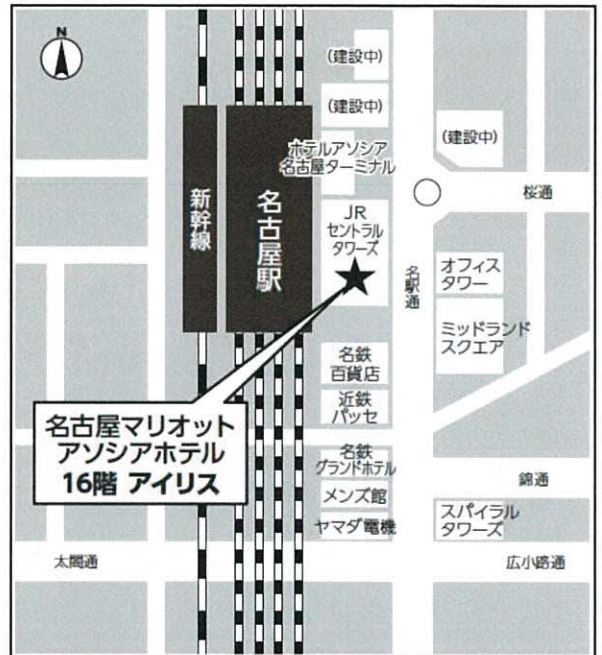 N
(建設中)
(建設中)
ホテルアソシア
名古屋ターミナル
(建設中)
桜通
新幹線
名古屋駅
JR
セントラル
タワーズ
名駅通
オフィス
タワー
ミッドランド
スクエア
名鉄
百貨店
近鉄
パッセ
名古屋マリオット
アソシアホテル
16階 アイリス
名鉄
グランドホテル
メンズ館
ヤマダ電機
錦通
スパイラル
タワーズ
太閤通
広小路通